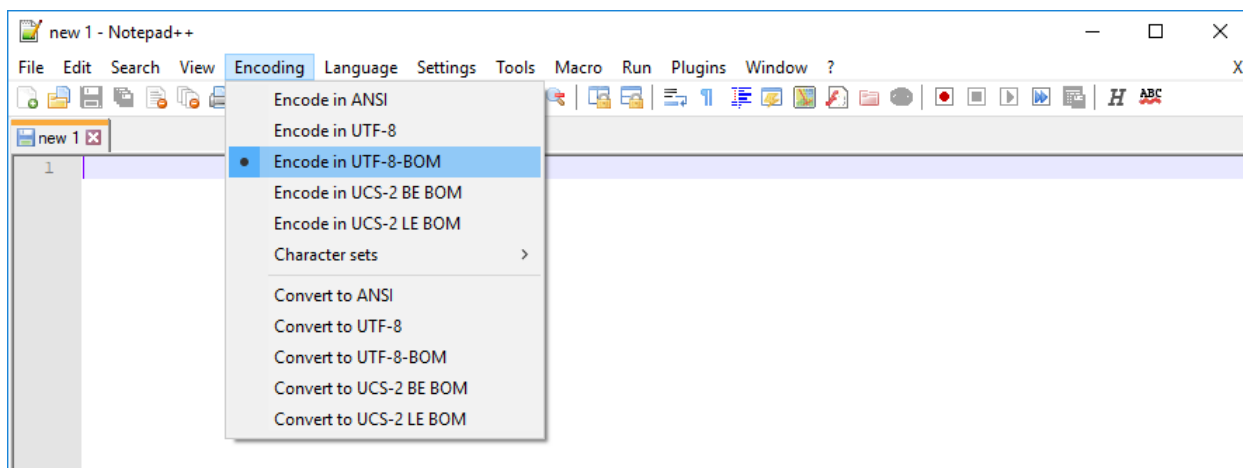 new 1 - Notepad++
File Edit Search View Encoding Language Settings Tools Macro Run Plugins Window ? X
H ABC
new 1
1
Encode in ANSI
Encode in UTF-8
Encode in UTF-8-BOM
Encode in UCS-2 BE BOM
Encode in UCS-2 LE BOM
Character sets
Convert to ANSI
Convert to UTF-8
Convert to UTF-8-BOM
Convert to UCS-2 BE BOM
Convert to UCS-2 LE BOM